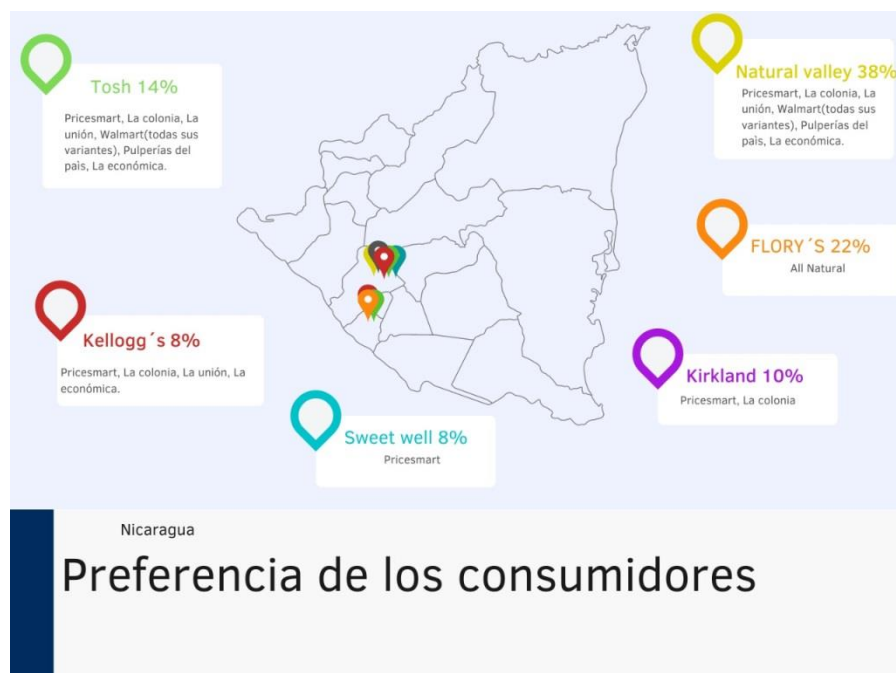 Tosh 14%
Pricesmart, La colonia, La
unión, Walmart(todas sus
variantes), Pulperías del
país, La económica.
Natural valley 38%
Pricesmart, La colonia, La
unión, Walmart(todas sus
variantes), Pulperías del
país, La económica.
FLORY´S 22%
All Natural
Kellogg´s 8%
Pricesmart, La colonia, La unión, La
económica.
Kirkland 10%
Pricesmart, La colonia
Sweet well 8%
Pricesmart
Nicaragua
Preferencia de los consumidores